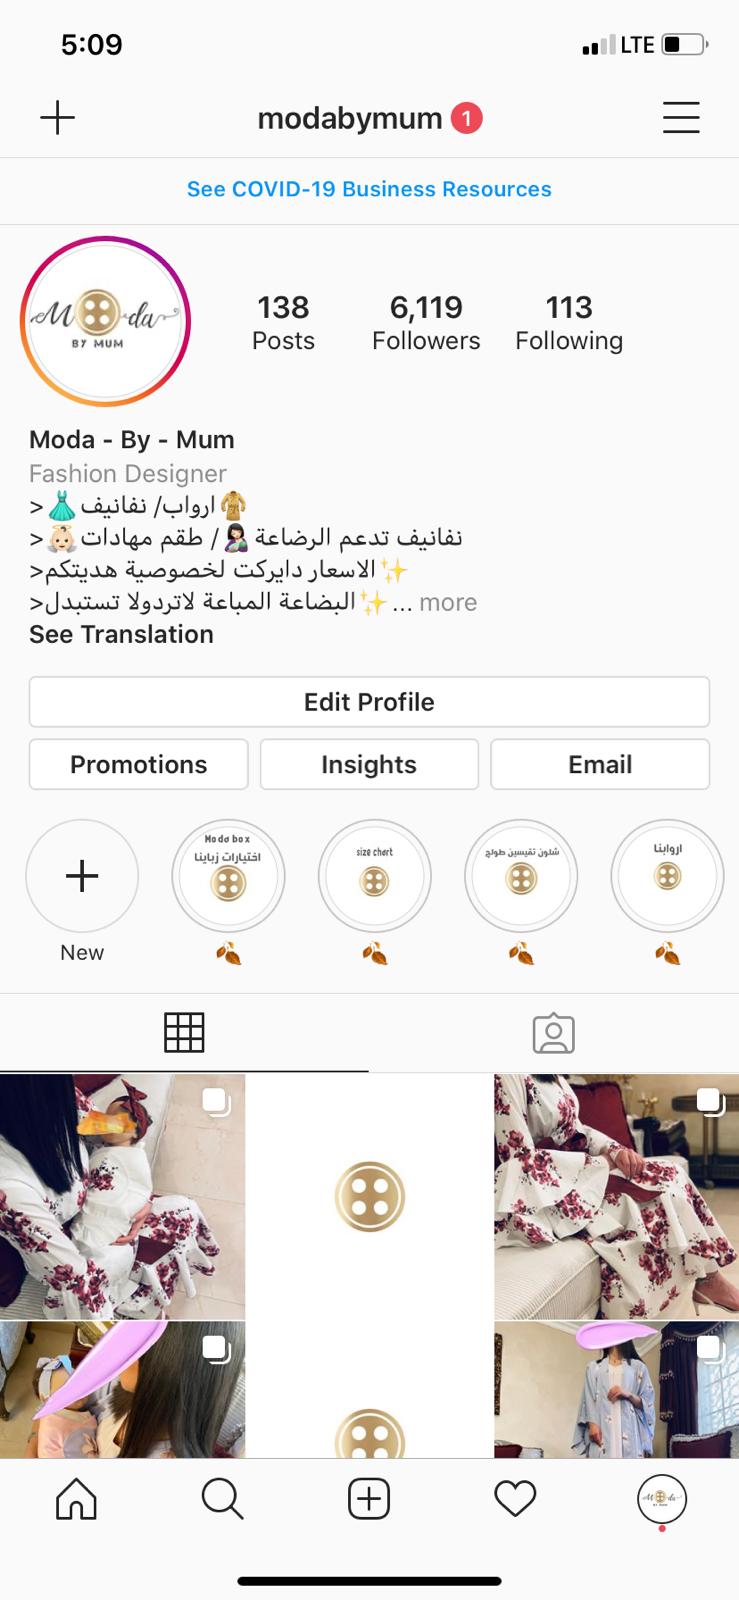 5:09
LTE
modabymum 1
See COVID-19 Business Resources
Moda
BY MUM
138 Posts
6,119 Followers
113 Following
Moda - By - Mum
Fashion Designer
>👗ارواب/ نفانيف🧥
>👼🏻نفانيف تدعم الرضاعة🤱🏻/ طقم مهادات
>الاسعار دايركت لخصوصية هديتكم✨
>البضاعة المباعة لاتردولا تستبدل✨... more
See Translation
Edit Profile
Promotions
Insights
Email
New
Moda box
اختيارات زبايننا
🍂
size chart
🍂
شلون تقيسين طولج
🍂
اروابنا
🍂